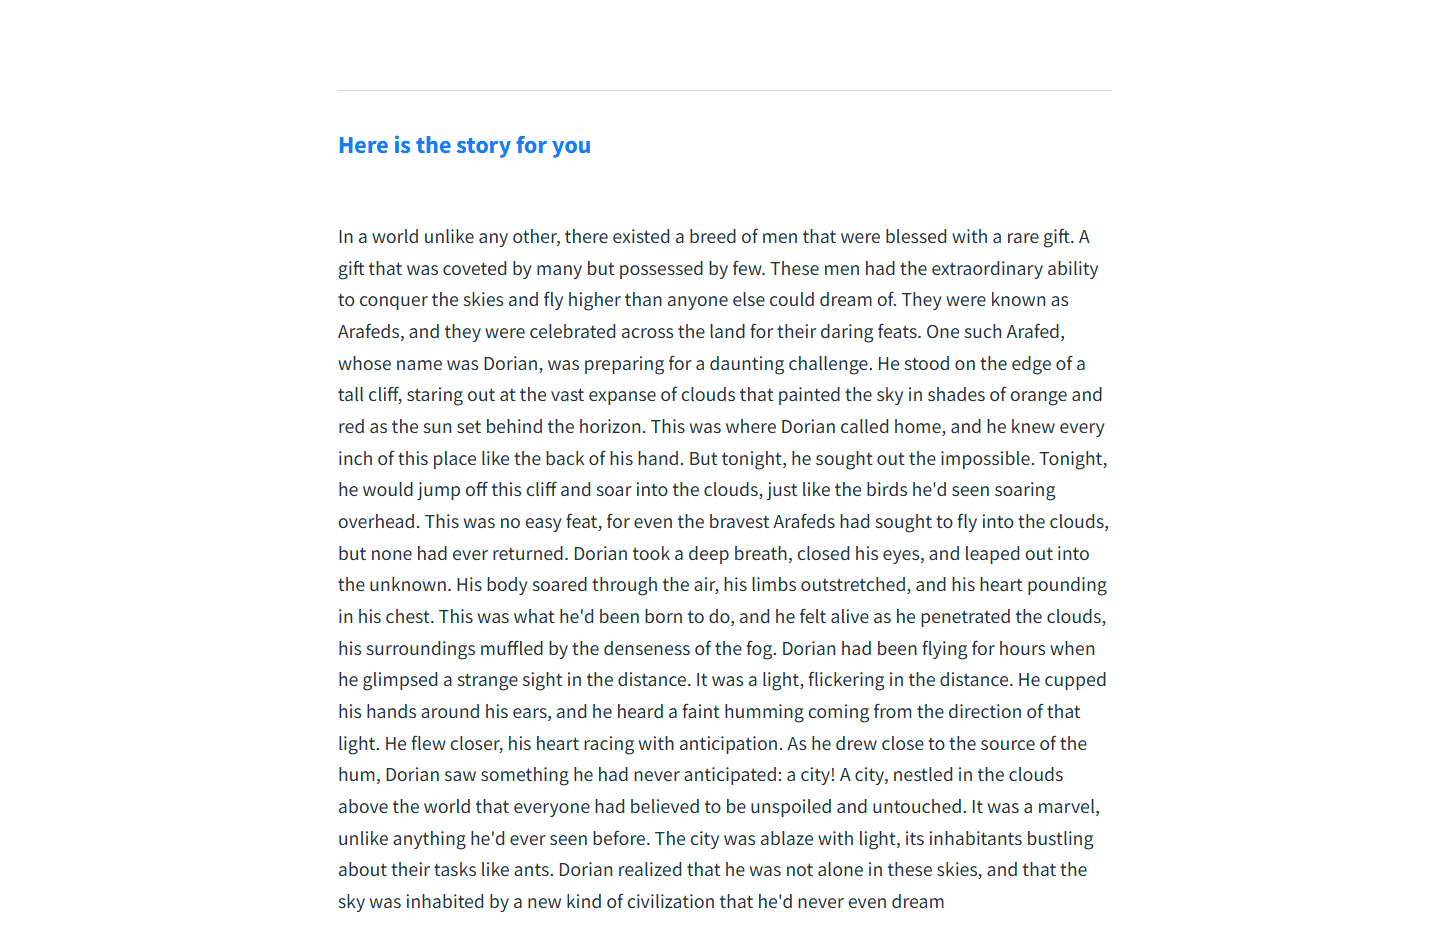 Here is the story for you
In a world unlike any other, there existed a breed of men that were blessed with a rare gift. A
gift that was coveted by many but possessed by few. These men had the extraordinary ability
to conquer the skies and fly higher than anyone else could dream of. They were known as
Arafeds, and they were celebrated across the land for their daring feats. One such Arafed,
whose name was Dorian, was preparing for a daunting challenge. He stood on the edge of a
tall cliff, staring out at the vast expanse of clouds that painted the sky in shades of orange and
red as the sun set behind the horizon. This was where Dorian called home, and he knew every
inch of this place like the back of his hand. But tonight, he sought out the impossible. Tonight,
he would jump off this cliff and soar into the clouds, just like the birds he'd seen soaring
overhead. This was no easy feat, for even the bravest Arafeds had sought to fly into the clouds,
but none had ever returned. Dorian took a deep breath, closed his eyes, and leaped out into
the unknown. His body soared through the air, his limbs outstretched, and his heart pounding
in his chest. This was what he'd been born to do, and he felt alive as he penetrated the clouds,
his surroundings muffled by the denseness of the fog. Dorian had been flying for hours when
he glimpsed a strange sight in the distance. It was a light, flickering in the distance. He cupped
his hands around his ears, and he heard a faint humming coming from the direction of that
light. He flew closer, his heart racing with anticipation. As he drew close to the source of the
hum, Dorian saw something he had never anticipated: a city! A city, nestled in the clouds
above the world that everyone had believed to be unspoiled and untouched. It was a marvel,
unlike anything he'd ever seen before. The city was ablaze with light, its inhabitants bustling
about their tasks like ants. Dorian realized that he was not alone in these skies, and that the
sky was inhabited by a new kind of civilization that he'd never even dream